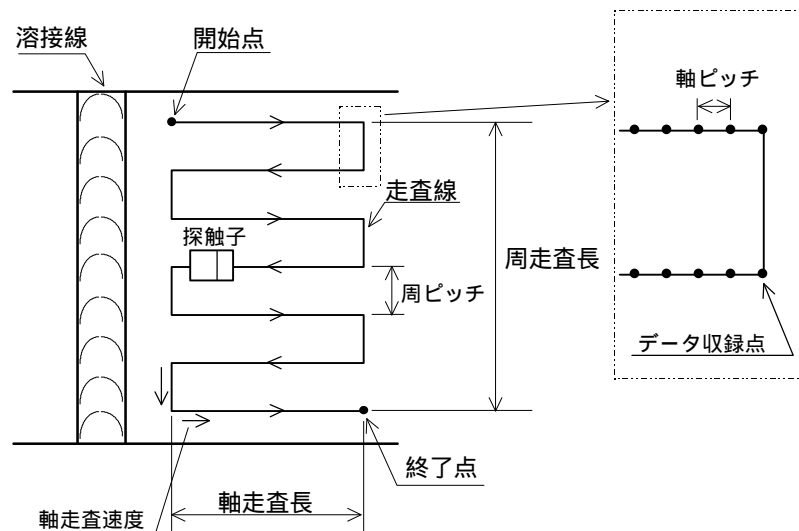 溶接線
開始点
軸ピッチ
走査線
探触子
周走査長
周ピッチ
データ収録点
終了点
軸走査長
軸走査速度